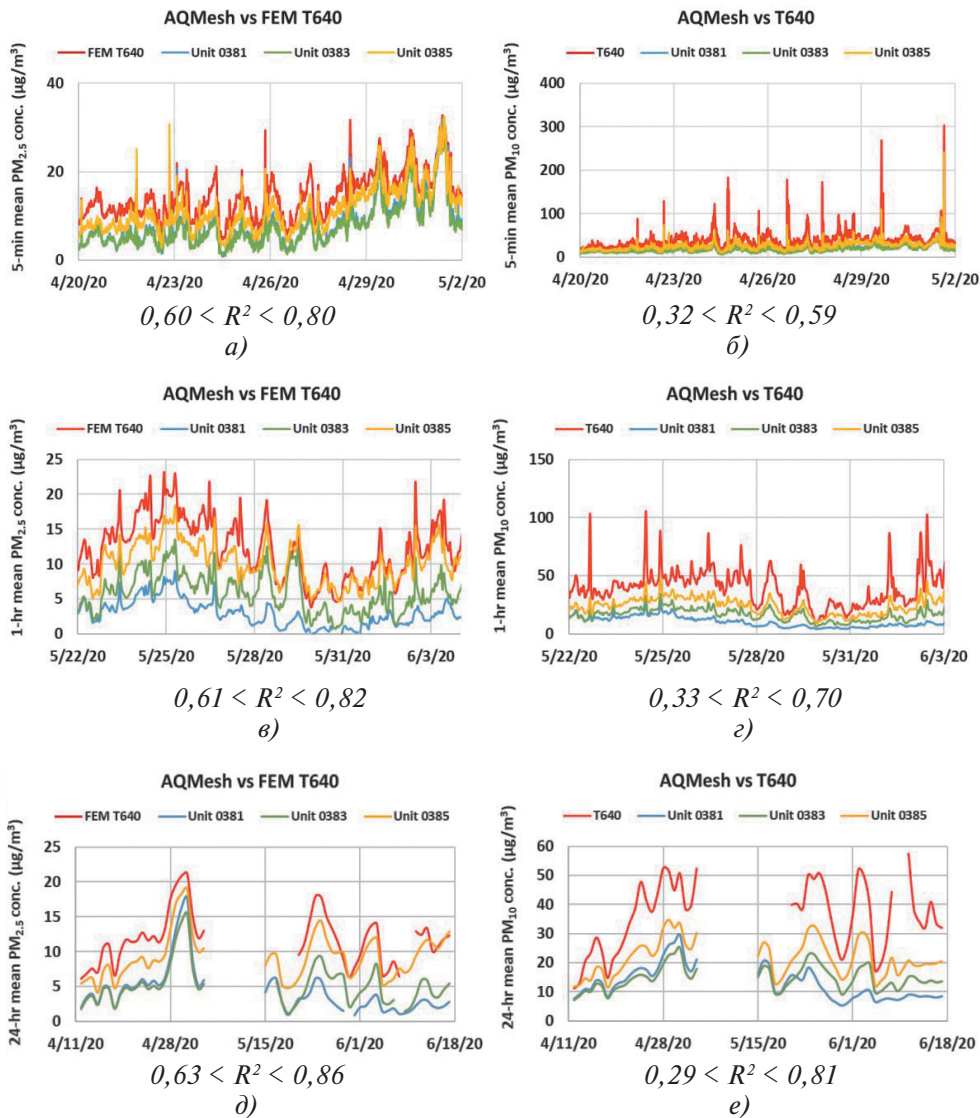 AQMesh vs FEM T640
FEM T640 Unit 0381 Unit 0383 Unit 0385
5-min mean PM2.5 conc. (µg/m³)
40
20
0
4/20/20 4/23/20 4/26/20 4/29/20 5/2/20
0,60 < R² < 0,80
а)
AQMesh vs T640
T640 Unit 0381 Unit 0383 Unit 0385
5-min mean PM10 conc. (µg/m³)
400
300
200
100
0
4/20/20 4/23/20 4/26/20 4/29/20 5/2/20
0,32 < R² < 0,59
б)
AQMesh vs FEM T640
FEM T640 Unit 0381 Unit 0383 Unit 0385
1-hr mean PM2.5 conc. (µg/m³)
25
20
15
10
5
0
5/22/20 5/25/20 5/28/20 5/31/20 6/3/20
0,61 < R² < 0,82
в)
AQMesh vs T640
T640 Unit 0381 Unit 0383 Unit 0385
1-hr mean PM10 conc. (µg/m³)
150
100
50
0
5/22/20 5/25/20 5/28/20 5/31/20 6/3/20
0,33 < R² < 0,70
г)
AQMesh vs FEM T640
FEM T640 Unit 0381 Unit 0383 Unit 0385
24-hr mean PM2.5 conc. (µg/m³)
25
20
15
10
5
0
4/11/20 4/28/20 5/15/20 6/1/20 6/18/20
0,63 < R² < 0,86
д)
AQMesh vs T640
T640 Unit 0381 Unit 0383 Unit 0385
24-hr mean PM10 conc. (µg/m³)
60
50
40
30
20
10
0
4/11/20 4/28/20 5/15/20 6/1/20 6/18/20
0,29 < R² < 0,81
е)